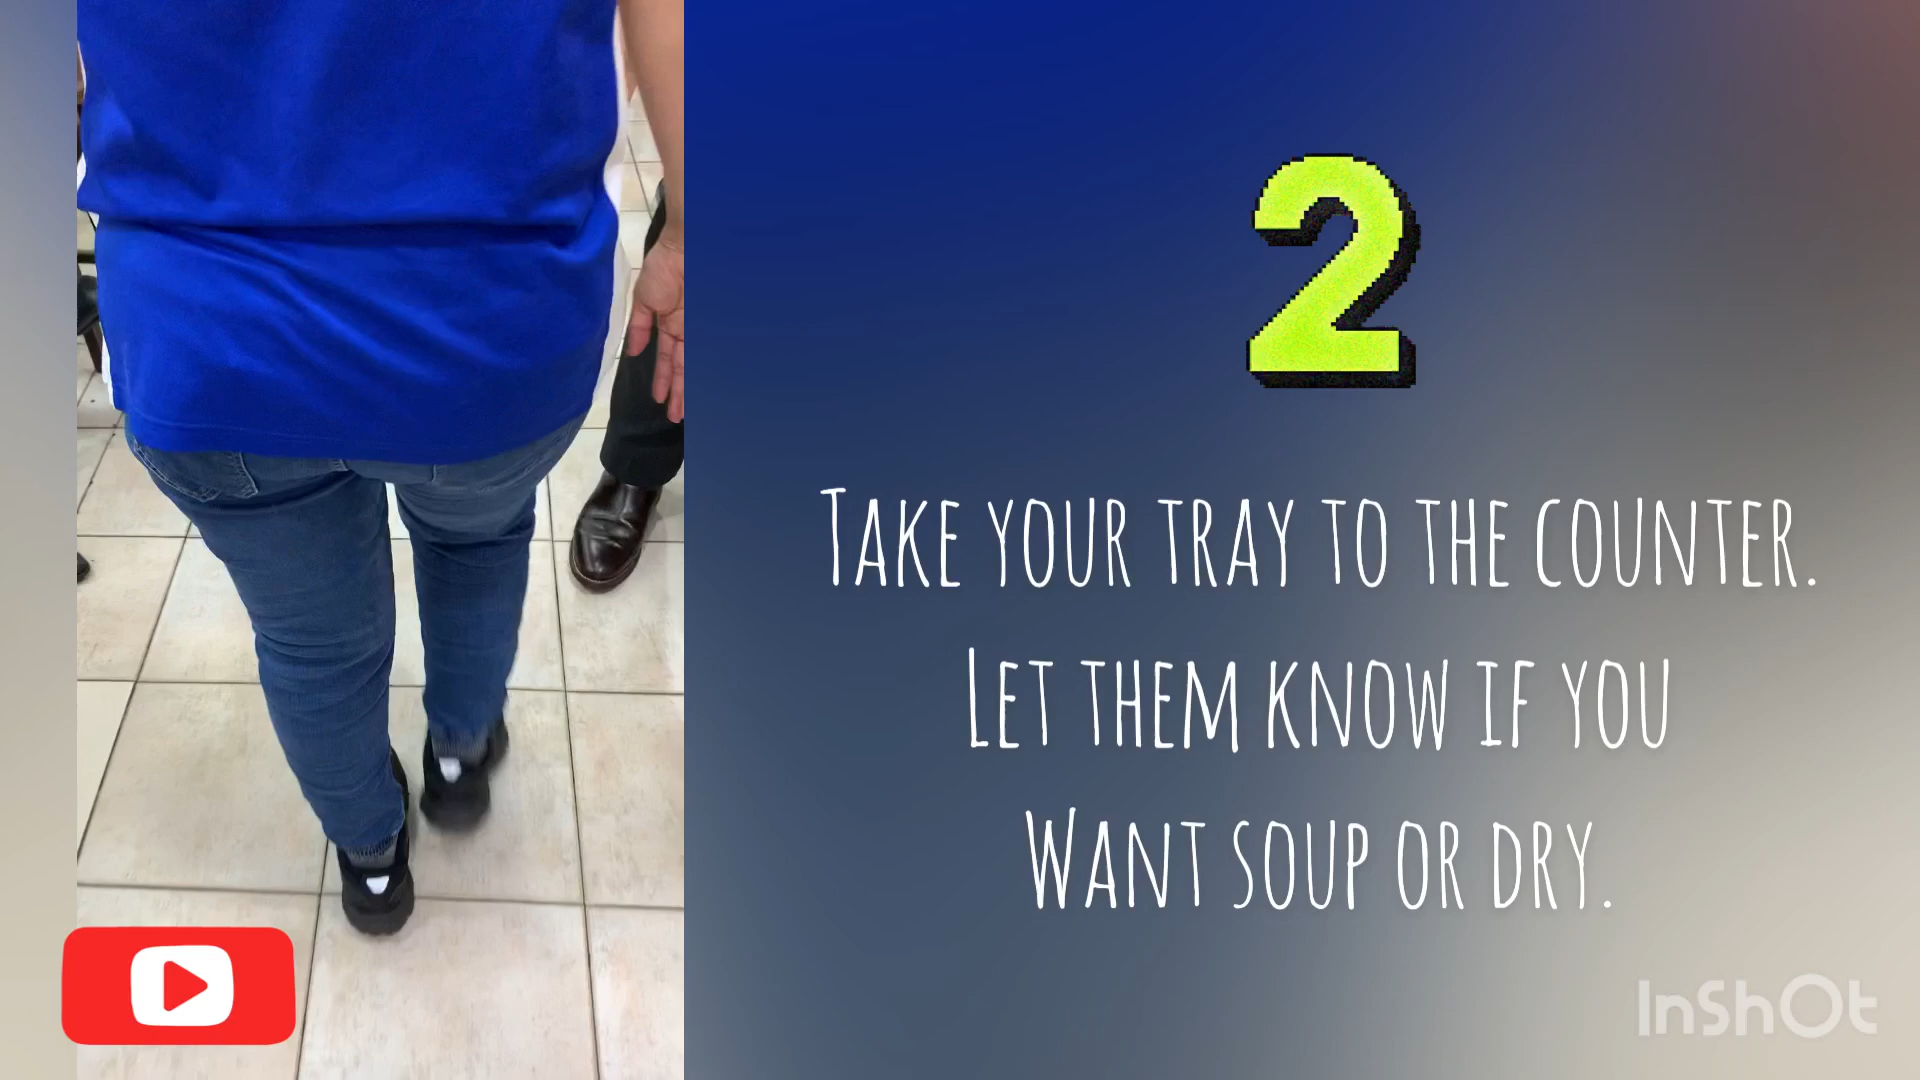 2
TAKE YOUR TRAY TO THE COUNTER.
LET THEM KNOW IF YOU
WANT SOUP OR DRY.
InShOt